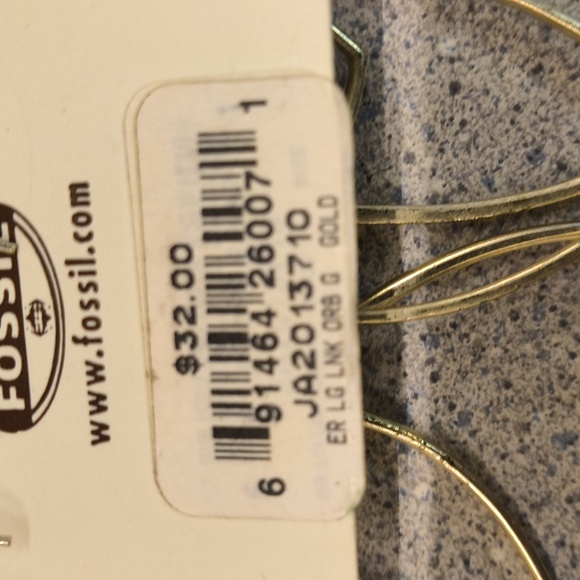 FOSSIL
www.fossil.com
$32.00
6 91464 26007 1
JA2013710
ER LG LNK ORB G GOLD